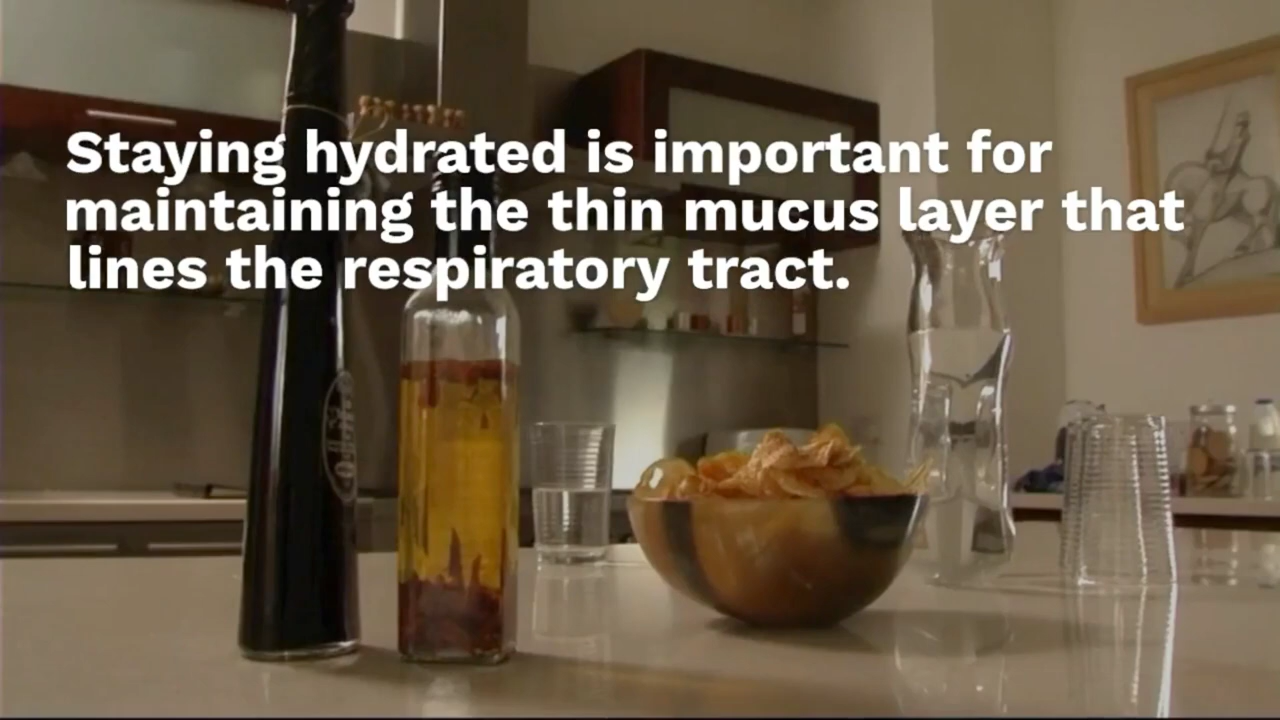 Staying hydrated is important for
maintaining the thin mucus layer that
lines the respiratory tract.